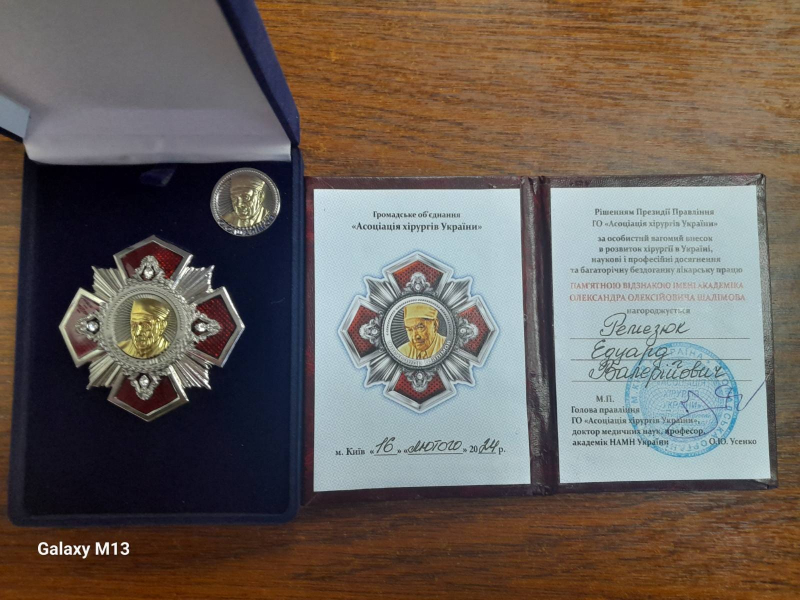 Громадське об'єднання
«Асоціація хірургів України»
м. Київ «16» «лютого» 2024 р.
Рішенням Президії Правління
ГО «Асоціація хірургів України»
за особистий вагомий внесок
в розвиток хірургії в Україні,
наукові і професійні досягнення
та багаторічну бездоганну лікарську працю
ПАМ'ЯТНОЮ ВІДЗНАКОЮ ІМЕНІ АКАДЕМІКА
ОЛЕКСАНДРА ОЛЕКСІЙОВИЧА ШАЛІМОВА
нагороджується
Ремезюк
Едуард
Валерійович
М.П.
Голова правління
ГО «Асоціація хірургів України»,
доктор медичних наук, професор,
академік НАМН України О.Ю. Усенко
Galaxy M13